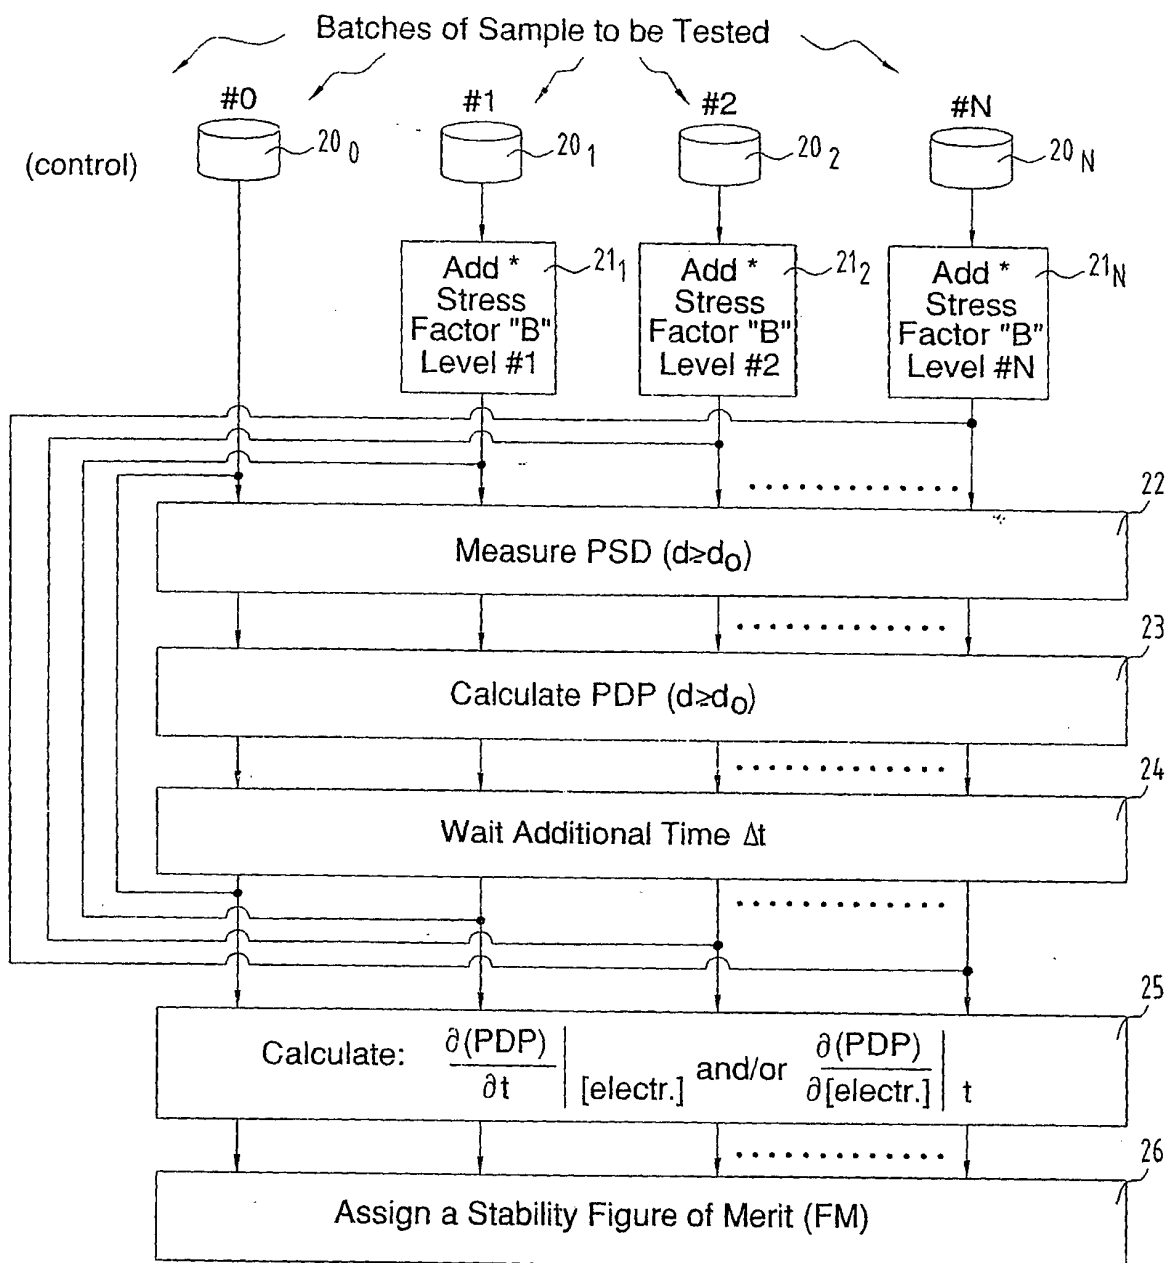 Batches of Sample to be Tested
#0 #1 #2 #N
(control) 20 0 20 1 20 2 20 N
Add * Add * Add *
21 1 21 2 21 N
Stress Stress Stress
Factor "B" Factor "B" Factor "B"
Level #1 Level #2 Level #N
22
Measure PSD (d≥d0)
23
Calculate PDP (d≥d0)
24
Wait Additional Time Δt
25
Calculate: ∂(PDP)/∂t | [electr.] and/or ∂(PDP)/∂[electr.] | t
26
Assign a Stability Figure of Merit (FM)